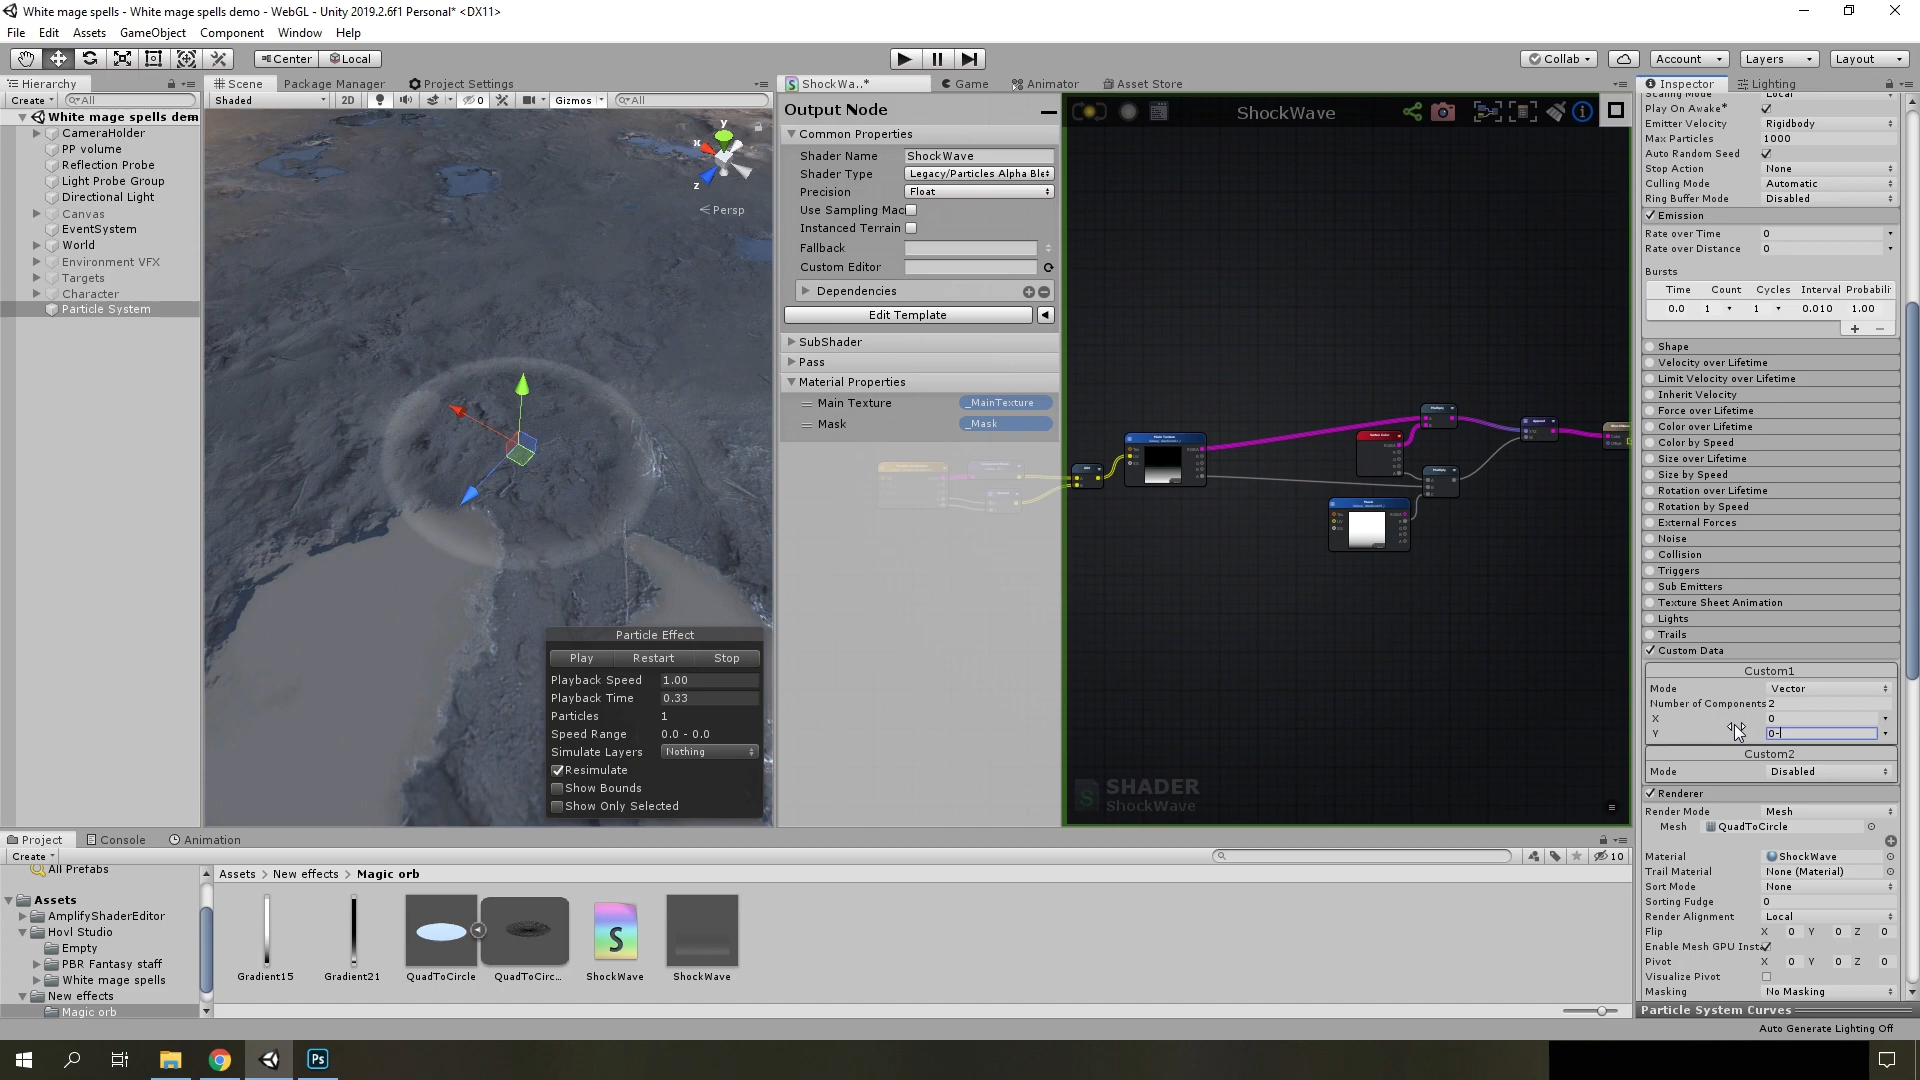 White mage spells - White mage spells demo - WebGL - Unity 2019.2.6f1 Personal* <DX11>
File Edit Assets GameObject Component Window Help
Center Local
Collab Account Layers Layout
Hierarchy
Create All
White mage spells dem
CameraHolder
PP volume
Reflection Probe
Light Probe Group
Directional Light
Canvas
EventSystem
World
Environment VFX
Targets
Character
Particle System
Scene Package Manager Project Settings
Shaded 2D 0 Gizmos All
y
x
z
Persp
Particle Effect
Play Restart Stop
Playback Speed 1.00
Playback Time 0.33
Particles 1
Speed Range 0.0 - 0.0
Simulate Layers Nothing
Resimulate
Show Bounds
Show Only Selected
ShockWa..* Game Animator Asset Store
Output Node
Common Properties
Shader Name ShockWave
Shader Type Legacy/Particles Alpha Ble
Precision Float
Use Sampling Mac
Instanced Terrain
Fallback
Custom Editor
Dependencies
Edit Template
SubShader
Pass
Material Properties
Main Texture _MainTexture
Mask _Mask
ShockWave
SHADER
ShockWave
Inspector Lighting
Scaling Mode Local
Play On Awake*
Emitter Velocity Rigidbody
Max Particles 1000
Auto Random Seed
Stop Action None
Culling Mode Automatic
Ring Buffer Mode Disabled
Emission
Rate over Time 0
Rate over Distance 0
Bursts
Time Count Cycles Interval Probabilit
0.0 1 1 0.010 1.00
Shape
Velocity over Lifetime
Limit Velocity over Lifetime
Inherit Velocity
Force over Lifetime
Color over Lifetime
Color by Speed
Size over Lifetime
Size by Speed
Rotation over Lifetime
Rotation by Speed
External Forces
Noise
Collision
Triggers
Sub Emitters
Texture Sheet Animation
Lights
Trails
Custom Data
Custom1
Mode Vector
Number of Components 2
X 0
Y 0-
Custom2
Mode Disabled
Renderer
Render Mode Mesh
Mesh QuadToCircle
Material ShockWave
Trail Material None (Material)
Sort Mode None
Sorting Fudge 0
Render Alignment Local
Flip X 0 Y 0 Z 0
Enable Mesh GPU Insta
Pivot X 0 Y 0 Z 0
Visualize Pivot
Masking No Masking
Particle System Curves
Auto Generate Lighting Off
Project Console Animation
Create 10
All Prefabs
Assets
AmplifyShaderEditor
Hovl Studio
Empty
PBR Fantasy staff
White mage spells
New effects
Magic orb
Assets > New effects > Magic orb
Gradient15 Gradient21 QuadToCircle QuadToCirc... ShockWave ShockWave
Ps